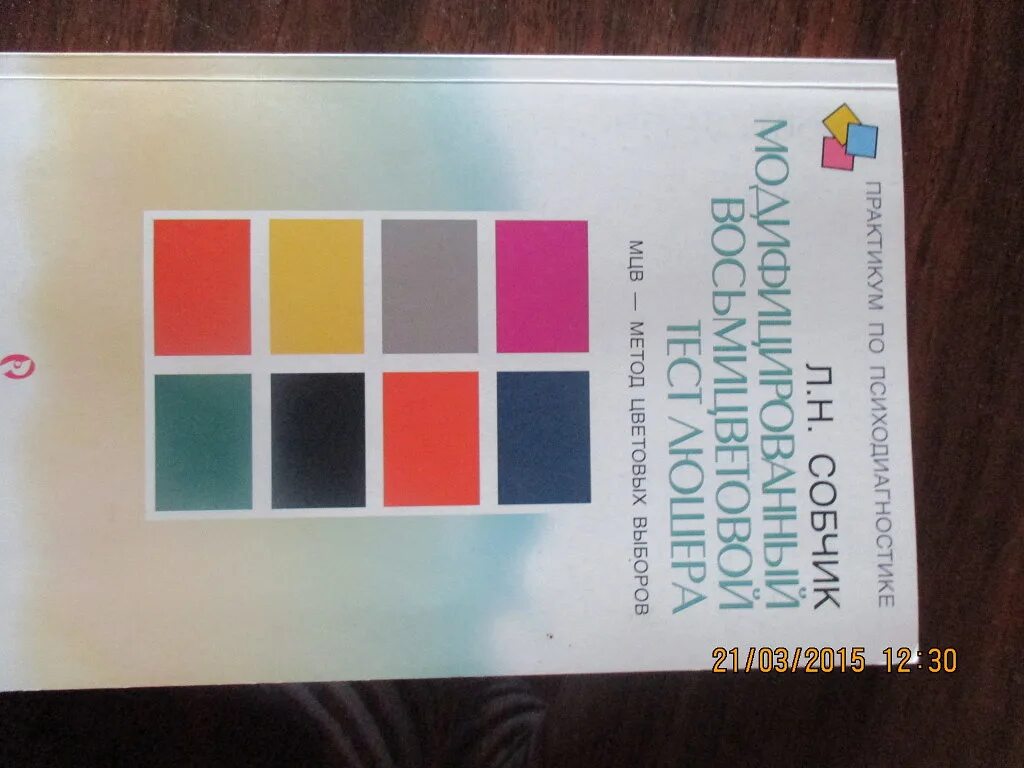 ПРАКТИКУМ ПО ПСИХОДИАГНОСТИКЕ
Л.Н. СОБЧИК
МОДИФИЦИРОВАННЫЙ
ВОСЬМИЦВЕТОВОЙ
ТЕСТ ЛЮШЕРА
МЦВ — МЕТОД ЦВЕТОВЫХ ВЫБОРОВ
21/03/2015 12:30